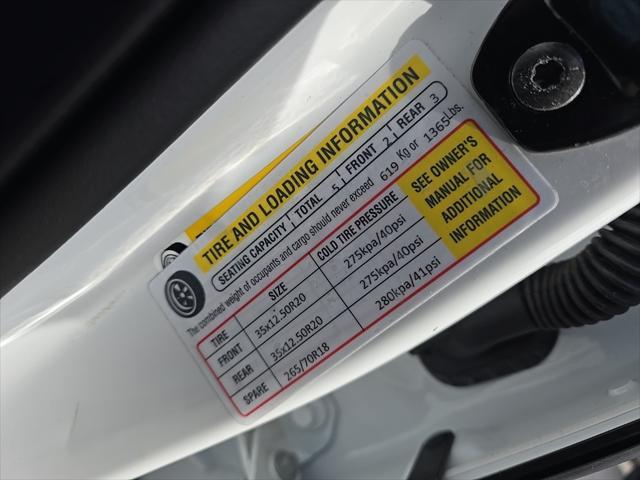 TIRE AND LOADING INFORMATION
SEATING CAPACITY TOTAL 5 FRONT 2 REAR 3
The combined weight of occupants and cargo should never exceed 619 Kg or 1365Lbs.
TIRE SIZE COLD TIRE PRESSURE
FRONT 35x12.50R20 275kpa/40psi
REAR 35x12.50R20 275kpa/40psi
SPARE 265/70R18 280kpa/41psi
SEE OWNER'S
MANUAL FOR
ADDITIONAL
INFORMATION